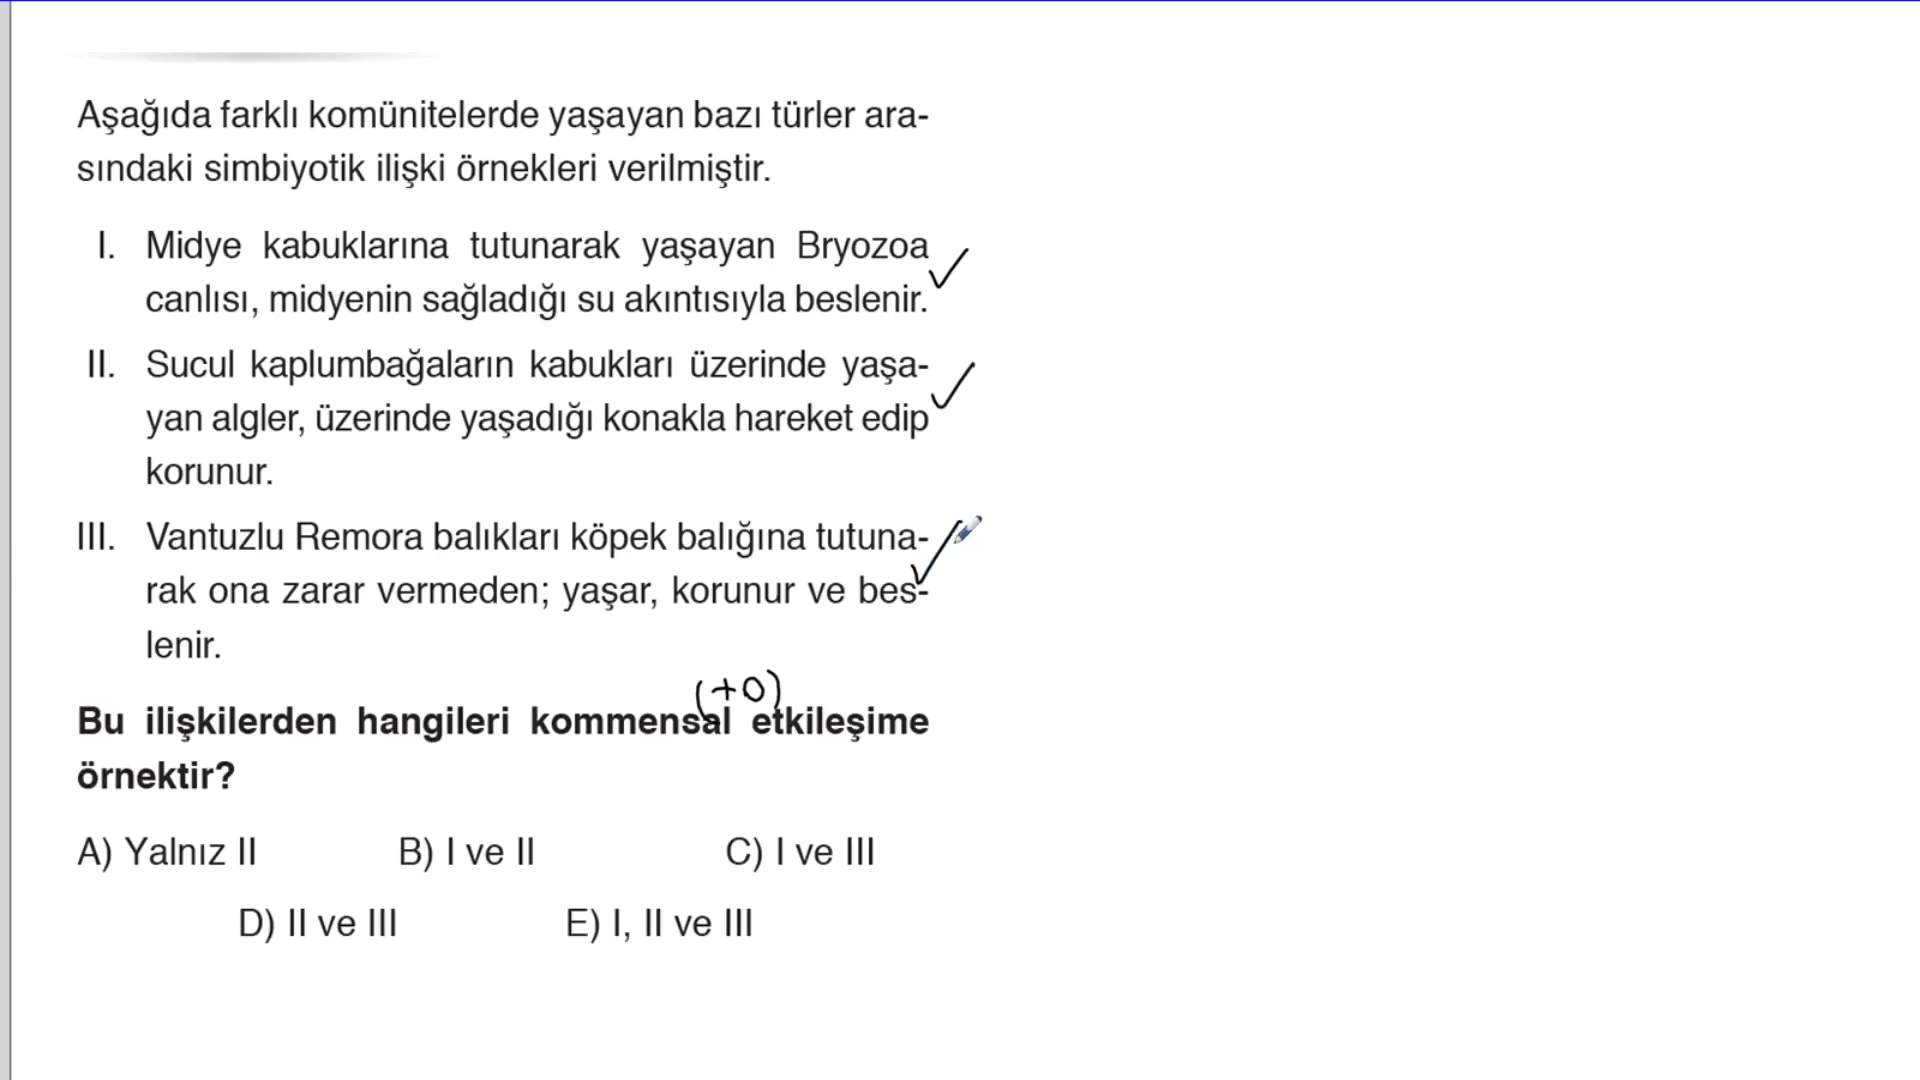 Aşağıda farklı komünitelerde yaşayan bazı türler ara-
sındaki simbiyotik ilişki örnekleri verilmiştir.
I. Midye kabuklarına tutunarak yaşayan Bryozoa
canlısı, midyenin sağladığı su akıntısıyla beslenir.
II. Sucul kaplumbağaların kabukları üzerinde yaşa-
yan algler, üzerinde yaşadığı konakla hareket edip
korunur.
III. Vantuzlu Remora balıkları köpek balığına tutuna-
rak ona zarar vermeden; yaşar, korunur ve bes-
lenir.
(+0)
Bu ilişkilerden hangileri kommensal etkileşime
örnektir?
A) Yalnız II B) I ve II C) I ve III
D) II ve III E) I, II ve III